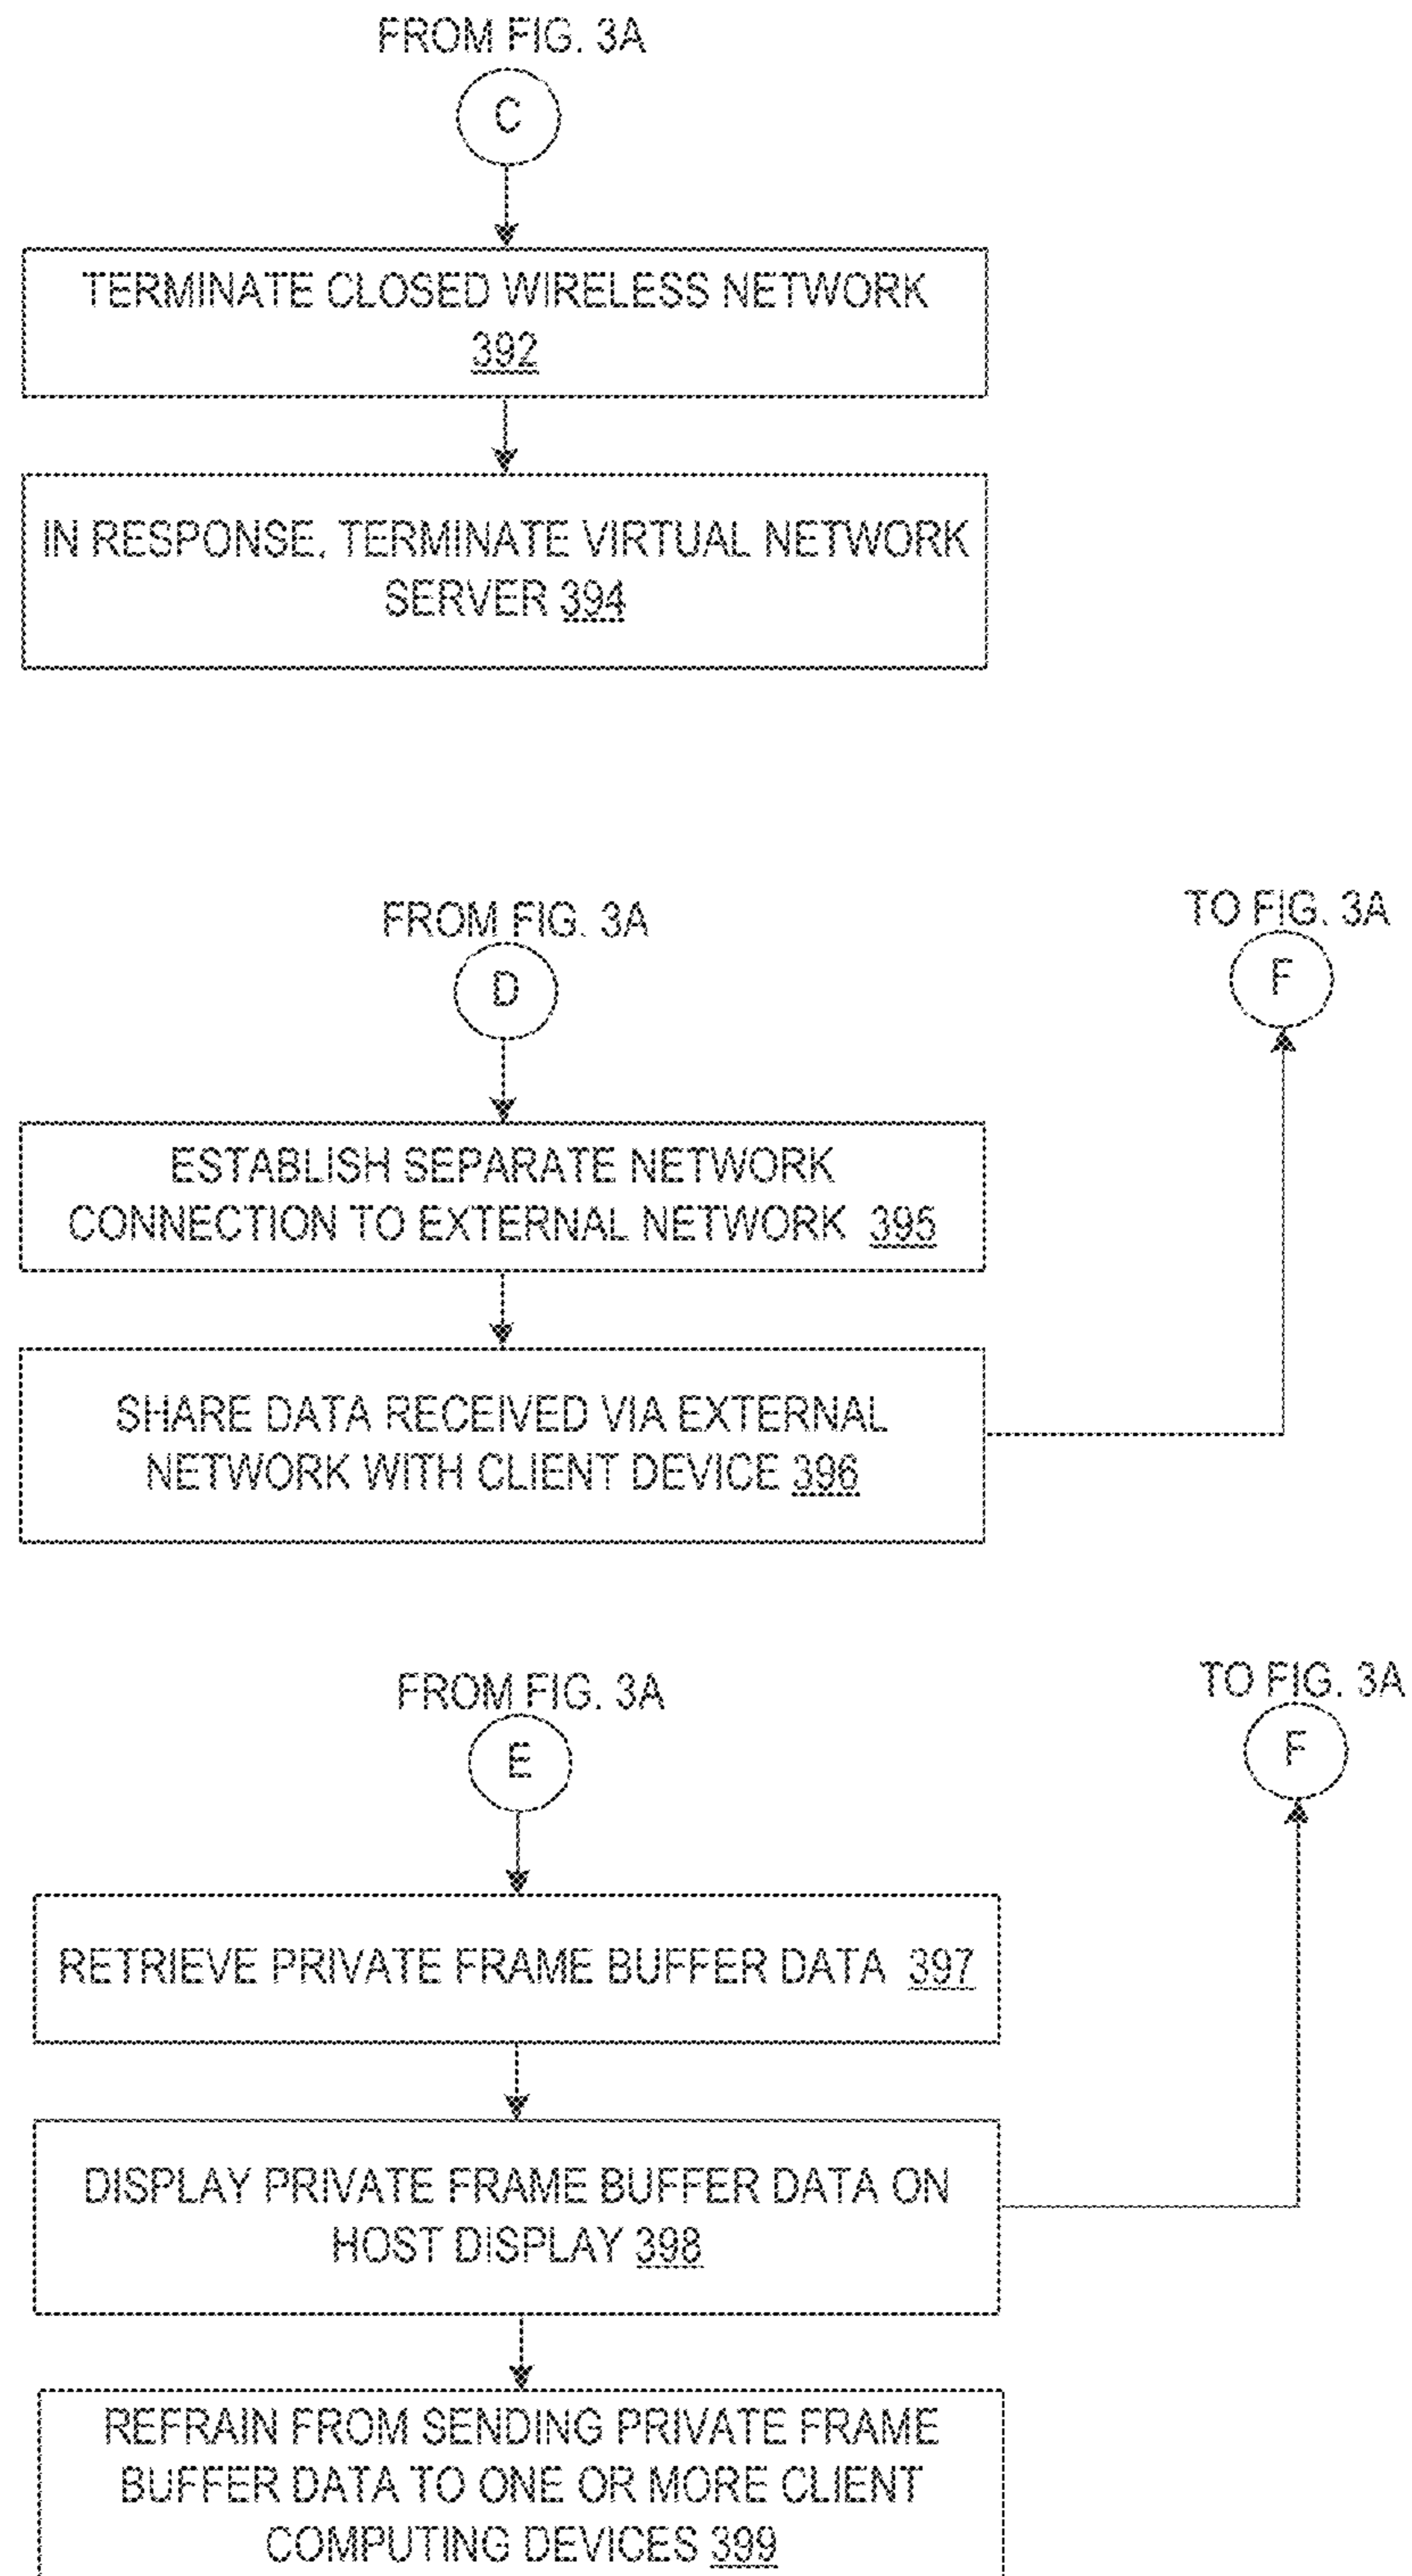 FROM FIG. 3A
C
TERMINATE CLOSED WIRELESS NETWORK
392
IN RESPONSE, TERMINATE VIRTUAL NETWORK
SERVER 394
FROM FIG. 3A
D
TO FIG. 3A
F
ESTABLISH SEPARATE NETWORK
CONNECTION TO EXTERNAL NETWORK 395
SHARE DATA RECEIVED VIA EXTERNAL
NETWORK WITH CLIENT DEVICE 396
FROM FIG. 3A
E
TO FIG. 3A
F
RETRIEVE PRIVATE FRAME BUFFER DATA 397
DISPLAY PRIVATE FRAME BUFFER DATA ON
HOST DISPLAY 398
REFRAIN FROM SENDING PRIVATE FRAME
BUFFER DATA TO ONE OR MORE CLIENT
COMPUTING DEVICES 399